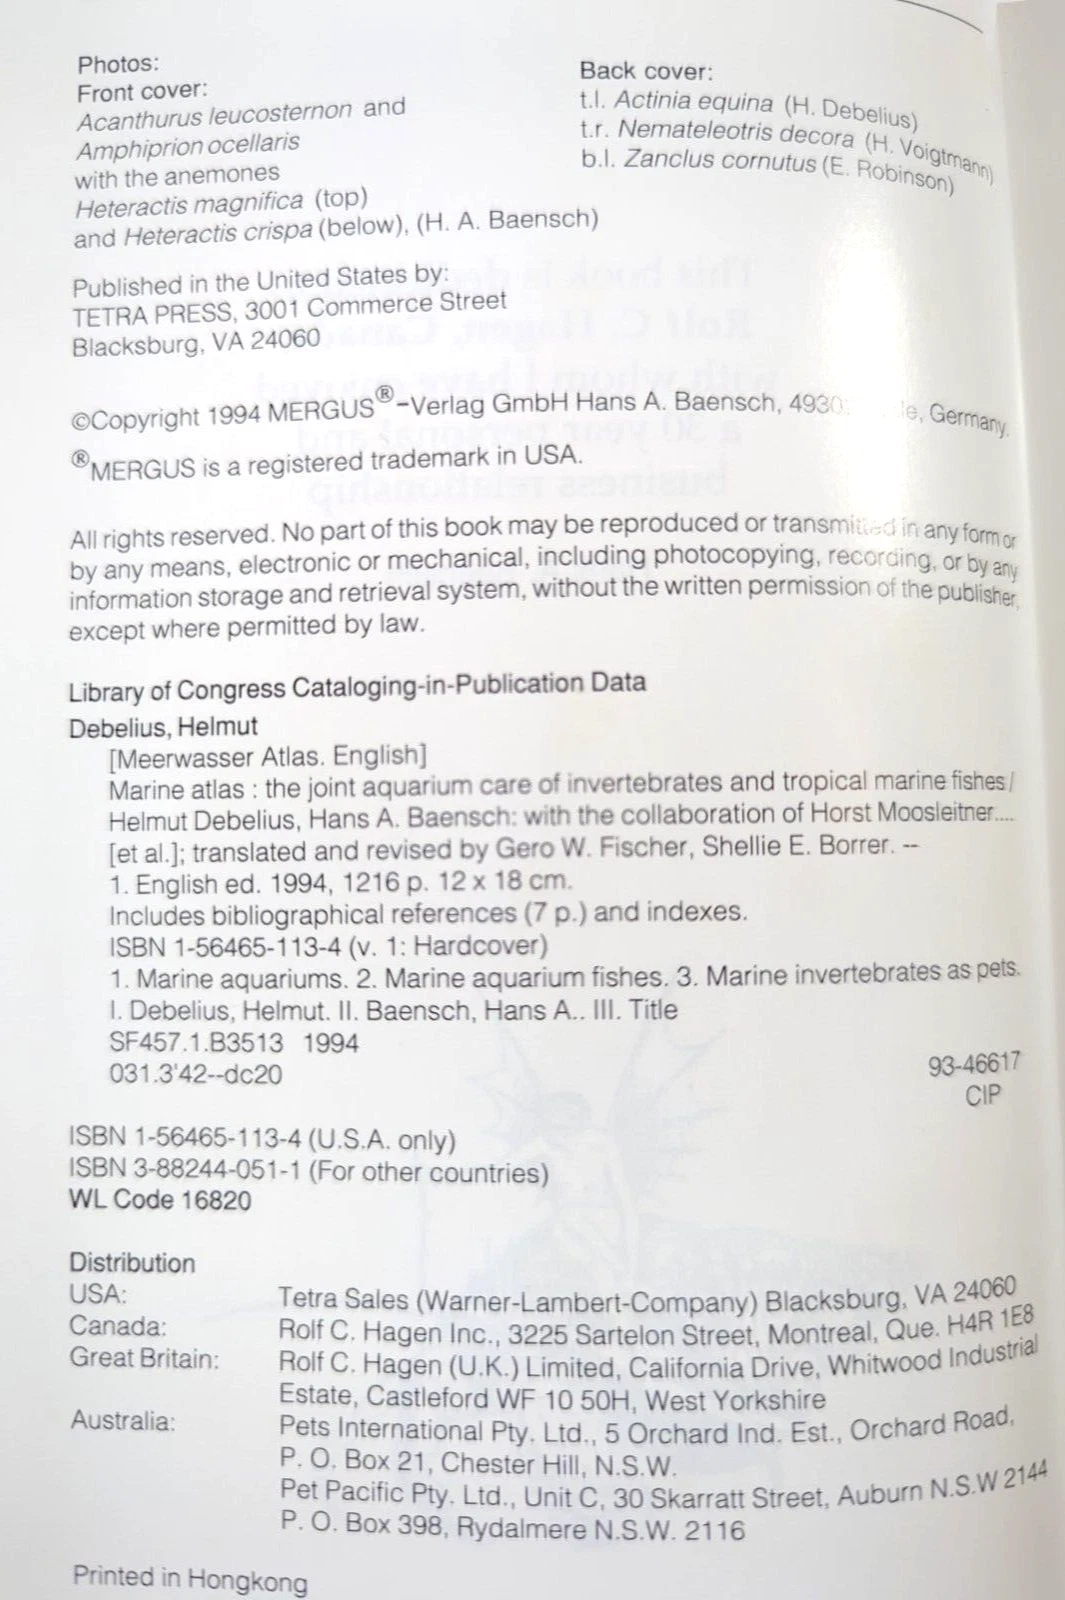 Photos:
Front cover:
Acanthurus leucosternon and
Amphiprion ocellaris
with the anemones
Heteractis magnifica (top)
and Heteractis crispa (below), (H. A. Baensch)
Back cover:
t.l. Actinia equina (H. Debelius)
t.r. Nemateleotris decora (H. Voigtmann)
b.l. Zanclus cornutus (E. Robinson)
Published in the United States by:
TETRA PRESS, 3001 Commerce Street
Blacksburg, VA 24060
©Copyright 1994 MERGUS®-Verlag GmbH Hans A. Baensch, Germany.
®MERGUS is a registered trademark in USA.
All rights reserved. No part of this book may be reproduced or transmitted in any form or
by any means, electronic or mechanical, including photocopying, recording, or by any
information storage and retrieval system, without the written permission of the publisher,
except where permitted by law.
Library of Congress Cataloging-in-Publication Data
Debelius, Helmut
[Meerwasser Atlas. English]
Marine atlas : the joint aquarium care of invertebrates and tropical marine fishes/
Helmut Debelius, Hans A. Baensch: with the collaboration of Horst Moosleitner....
[et al.]; translated and revised by Gero W. Fischer, Shellie E. Borrer. --
1. English ed. 1994, 1216 p. 12 x 18 cm.
Includes bibliographical references (7 p.) and indexes.
ISBN 1-56465-113-4 (v. 1: Hardcover)
1. Marine aquariums. 2. Marine aquarium fishes. 3. Marine invertebrates as pets.
I. Debelius, Helmut. II. Baensch, Hans A.. III. Title
SF457.1.B3513 1994
031.3'42--dc20
93-46617
CIP
ISBN 1-56465-113-4 (U.S.A. only)
ISBN 3-88244-051-1 (For other countries)
WL Code 16820
Distribution
USA: Tetra Sales (Warner-Lambert-Company) Blacksburg, VA 24060
Canada: Rolf C. Hagen Inc., 3225 Sartelon Street, Montreal, Que. H4R 1E8
Great Britain: Rolf C. Hagen (U.K.) Limited, California Drive, Whitwood Industrial
Estate, Castleford WF 10 50H, West Yorkshire
Australia: Pets International Pty. Ltd., 5 Orchard Ind. Est., Orchard Road,
P. O. Box 21, Chester Hill, N.S.W.
Pet Pacific Pty. Ltd., Unit C, 30 Skarratt Street, Auburn N.S.W 2144
P. O. Box 398, Rydalmere N.S.W. 2116
Printed in Hongkong